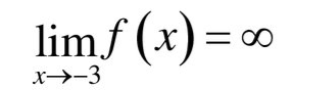 lim f (x) = ∞
x→-3